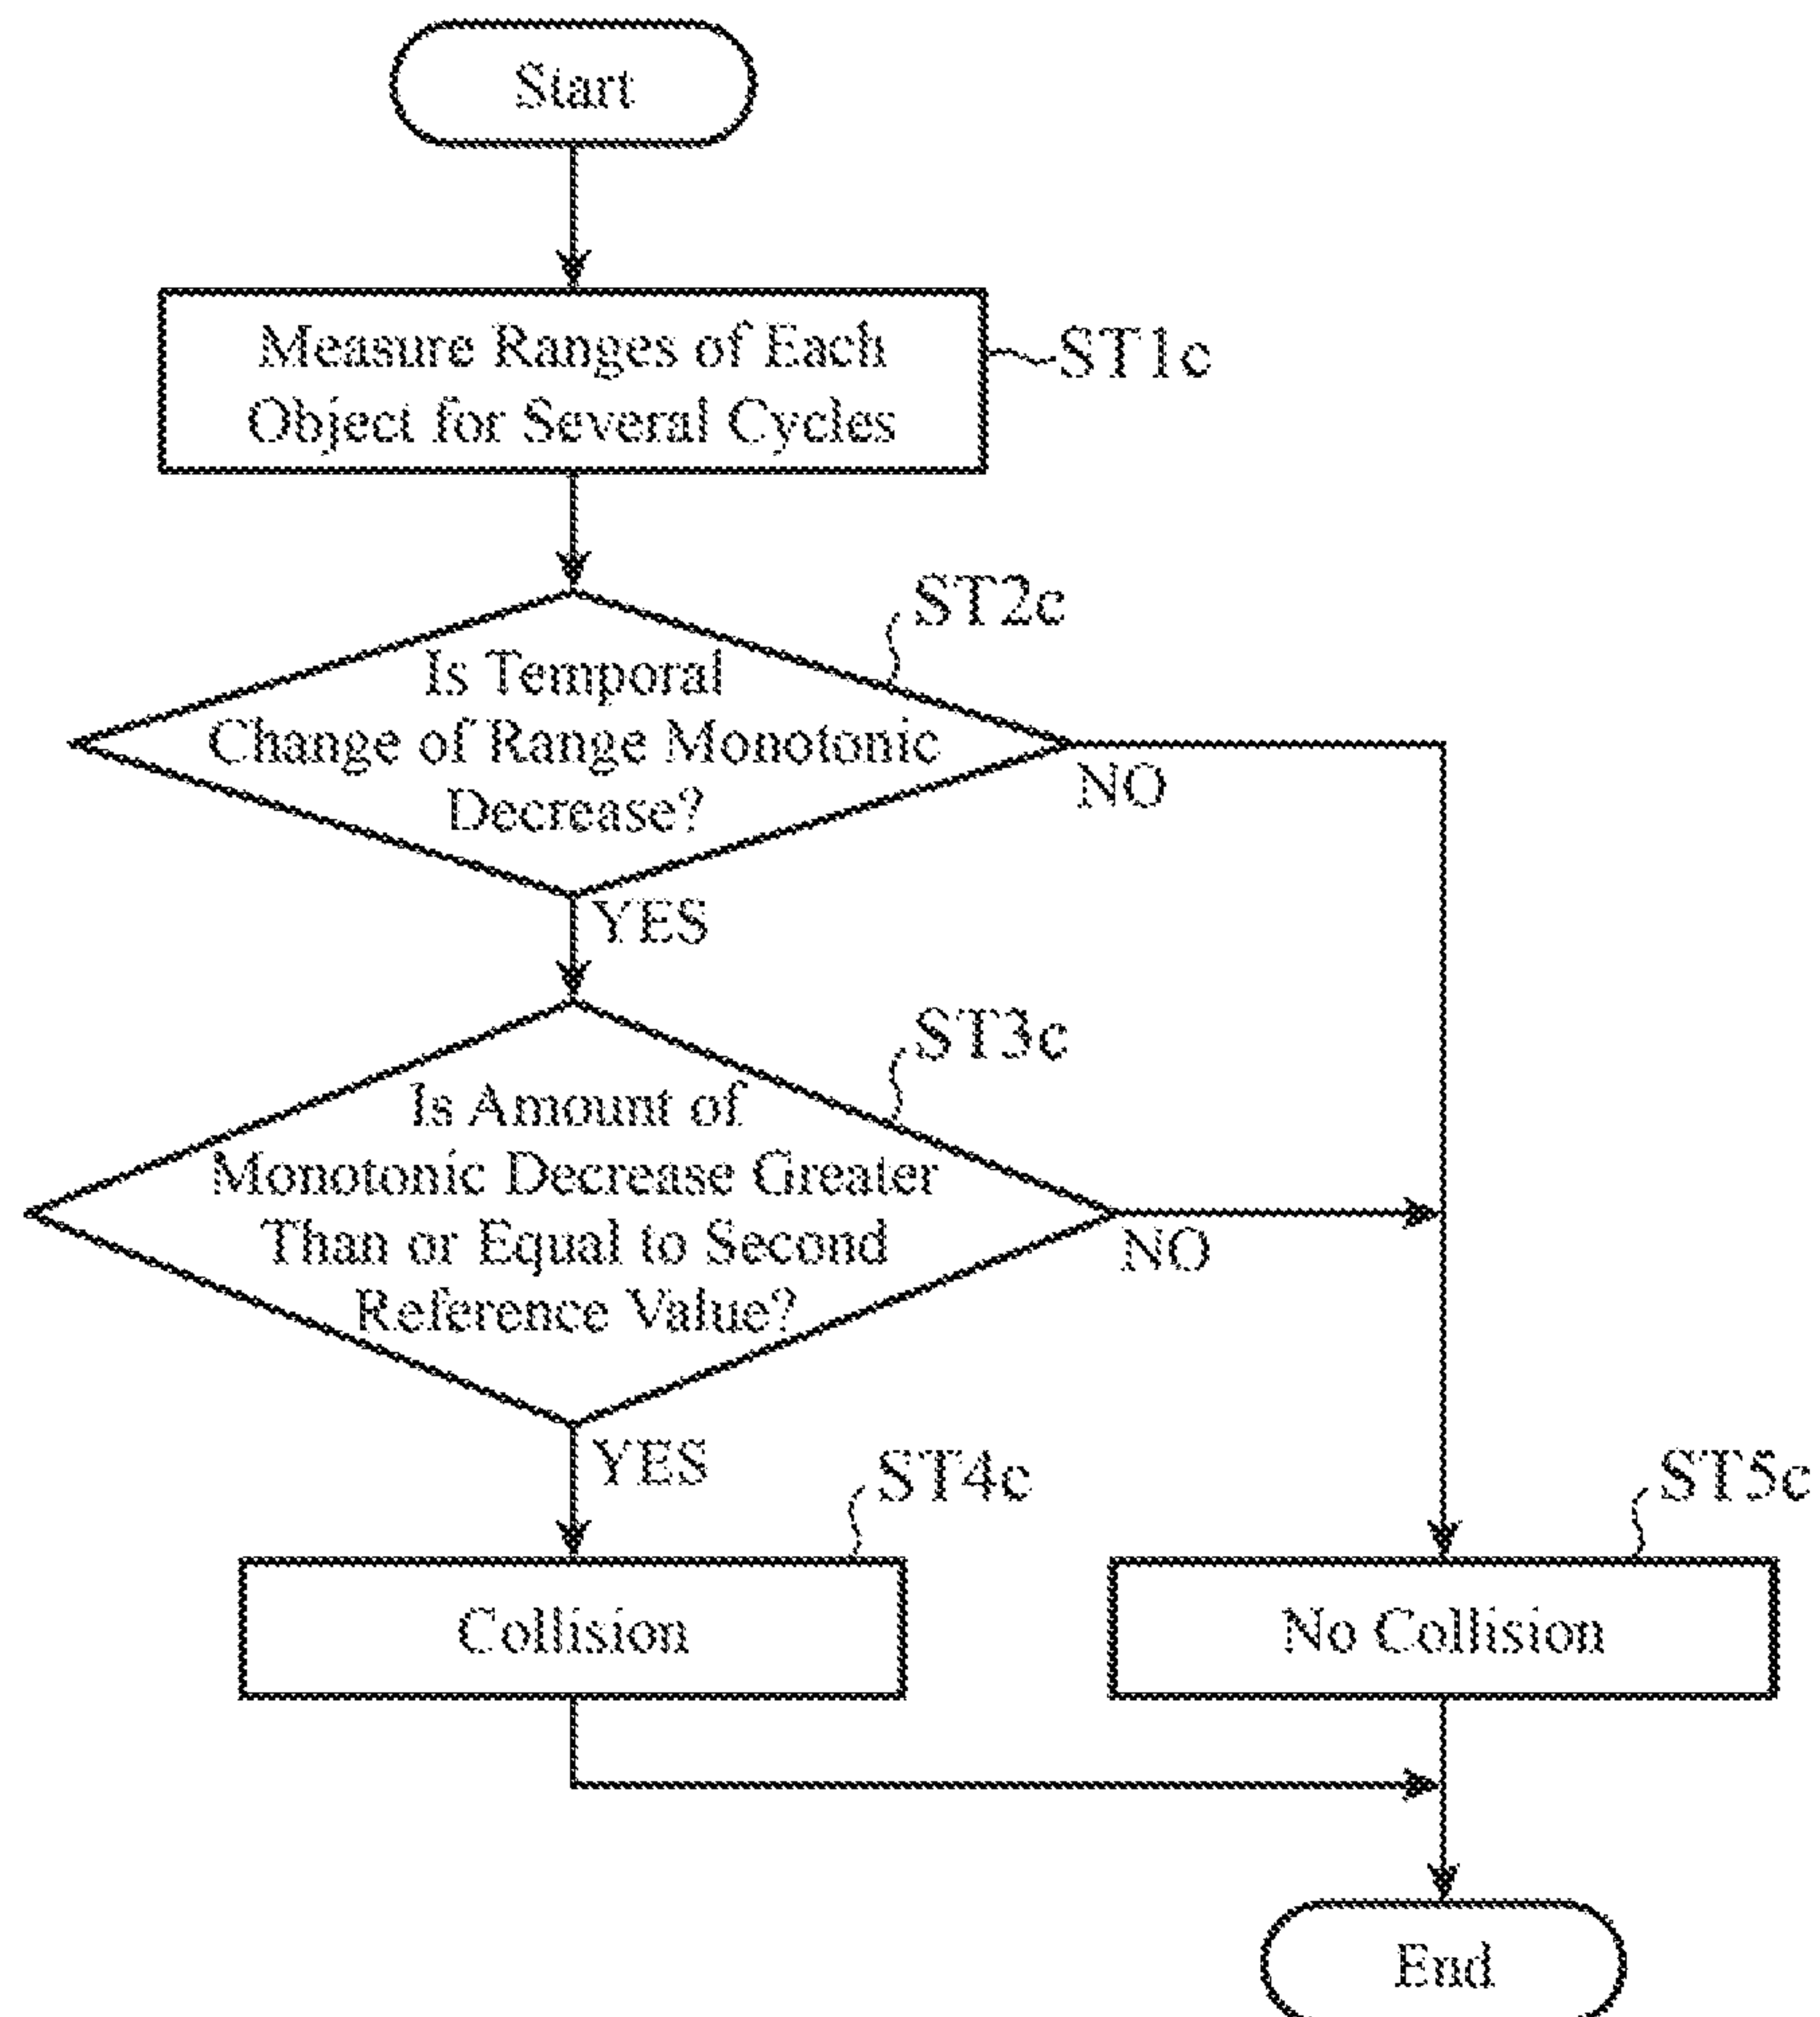 Start
Measure Ranges of Each
Object for Several Cycles
ST1c
ST2c
Is Temporal
Change of Range Monotonic
Decrease?
NO
YES
ST3c
Is Amount of
Monotonic Decrease Greater
Than or Equal to Second
Reference Value?
NO
YES
ST4c
ST5c
Collision
No Collision
End